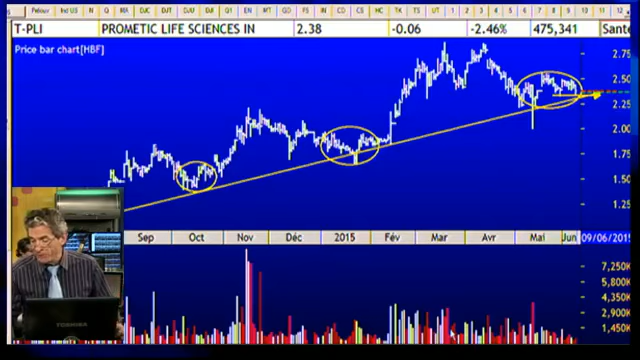 T-PLI PROMETIC LIFE SCIENCES IN 2.38 -0.06 -2.46% 475,341 Santé
Price bar chart[HBF]
2.75
2.50
2.25
2.00
1.75
1.50
1.25
Sep Oct Nov Déc 2015 Fév Mar Avr Mai Jun 09/06/2015
7,250K
5,800K
4,350K
2,900K
1,450K
TOSHIBA